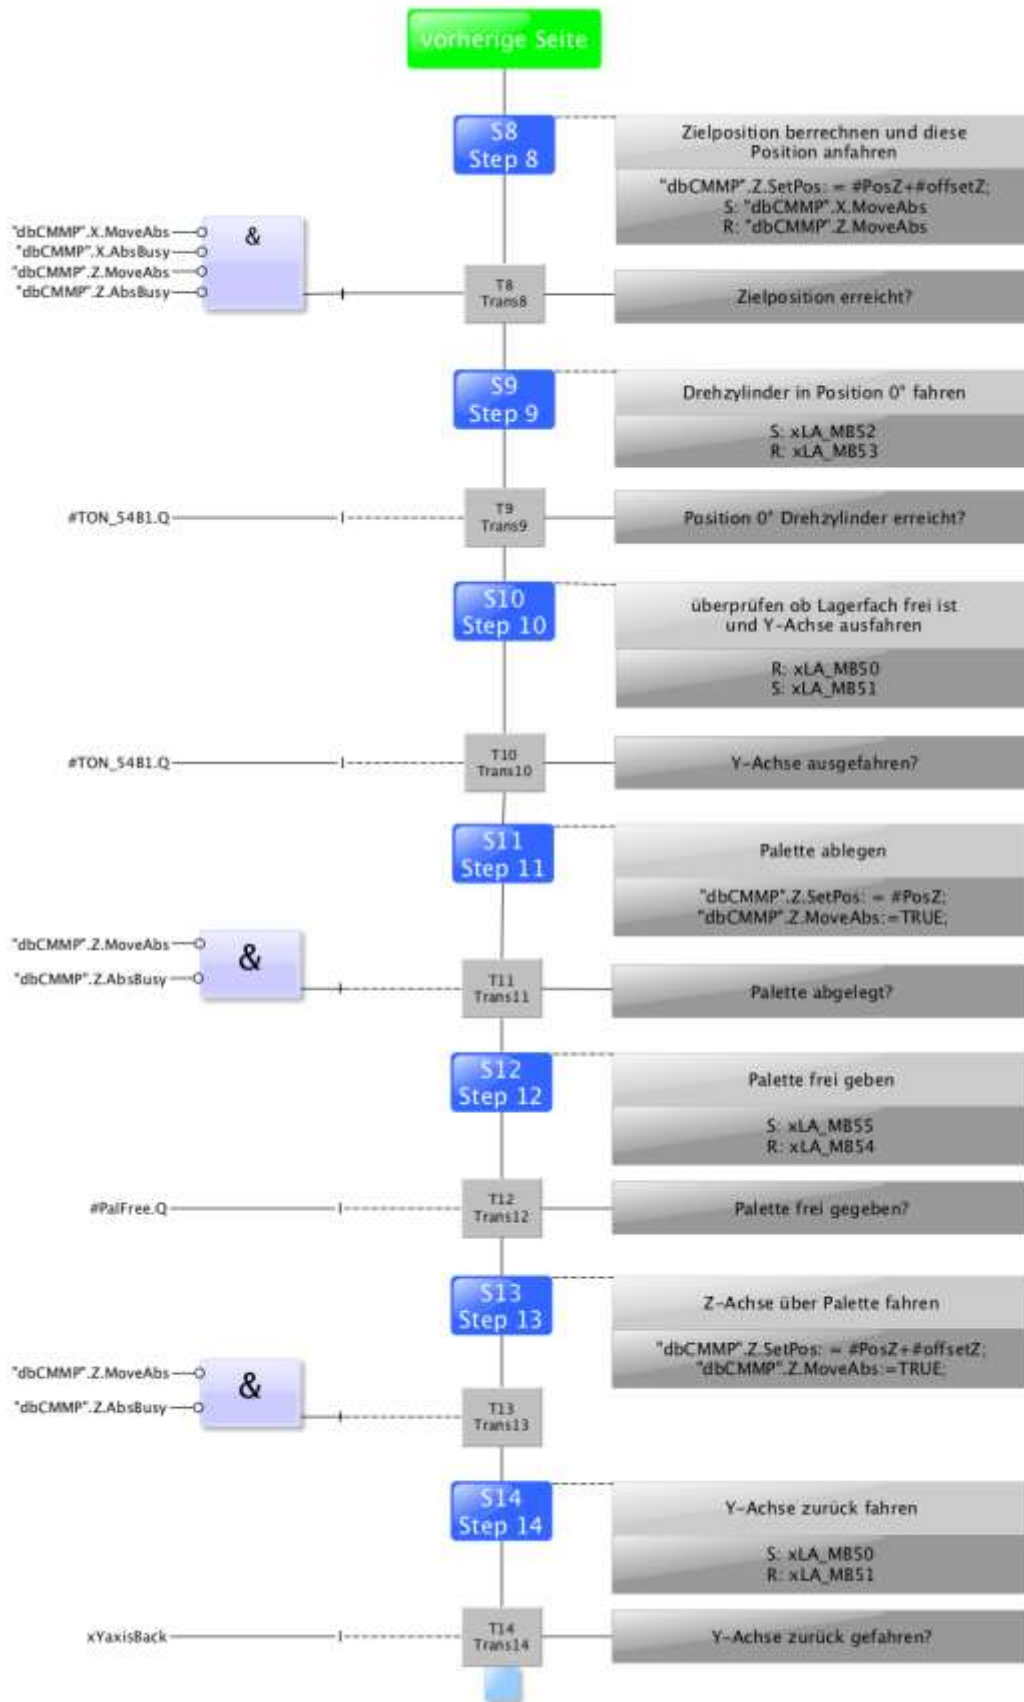 vorherige Seite
S8
Step 8
Zielposition berrechnen und diese
Position anfahren
"dbCMMP".Z.SetPos: = #PosZ+#offsetZ;
S: "dbCMMP".X.MoveAbs
R: "dbCMMP".Z.MoveAbs
"dbCMMP".X.MoveAbs
"dbCMMP".X.AbsBusy
"dbCMMP".Z.MoveAbs
"dbCMMP".Z.AbsBusy
&
T8
Trans8
Zielposition erreicht?
S9
Step 9
Drehzylinder in Position 0° fahren
S: xLA_MB52
R: xLA_MB53
#TON_54B1.Q
T9
Trans9
Position 0° Drehzylinder erreicht?
S10
Step 10
überprüfen ob Lagerfach frei ist
und Y-Achse ausfahren
R: xLA_MB50
S: xLA_MB51
#TON_54B1.Q
T10
Trans10
Y-Achse ausgefahren?
S11
Step 11
Palette ablegen
"dbCMMP".Z.SetPos: = #PosZ;
"dbCMMP".Z.MoveAbs:=TRUE;
"dbCMMP".Z.MoveAbs
"dbCMMP".Z.AbsBusy
&
T11
Trans11
Palette abgelegt?
S12
Step 12
Palette frei geben
S: xLA_MB55
R: xLA_MB54
#PalFree.Q
T12
Trans12
Palette frei gegeben?
S13
Step 13
Z-Achse über Palette fahren
"dbCMMP".Z.SetPos: = #PosZ+#offsetZ;
"dbCMMP".Z.MoveAbs:=TRUE;
"dbCMMP".Z.MoveAbs
"dbCMMP".Z.AbsBusy
&
T13
Trans13
S14
Step 14
Y-Achse zurück fahren
S: xLA_MB50
R: xLA_MB51
xYaxisBack
T14
Trans14
Y-Achse zurück gefahren?